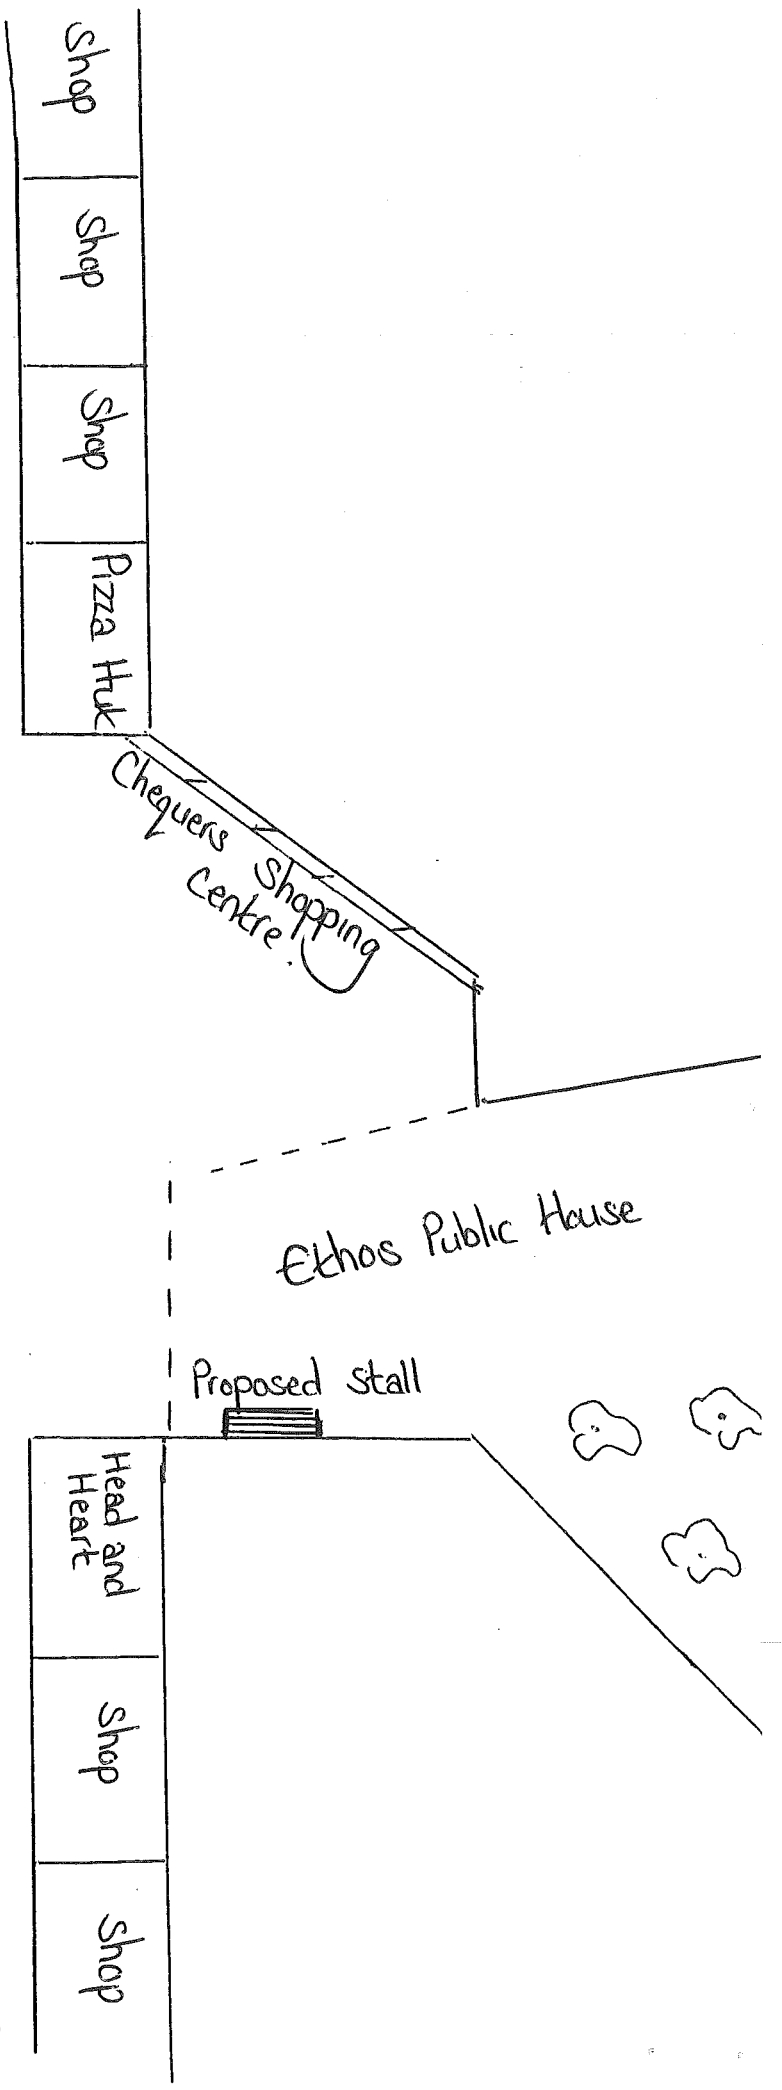 Shop
Shop
Shop
Pizza Hut
Chequers Shopping
Centre.
Ethos Public House
Proposed Stall
Head and
Heart
Shop
Shop